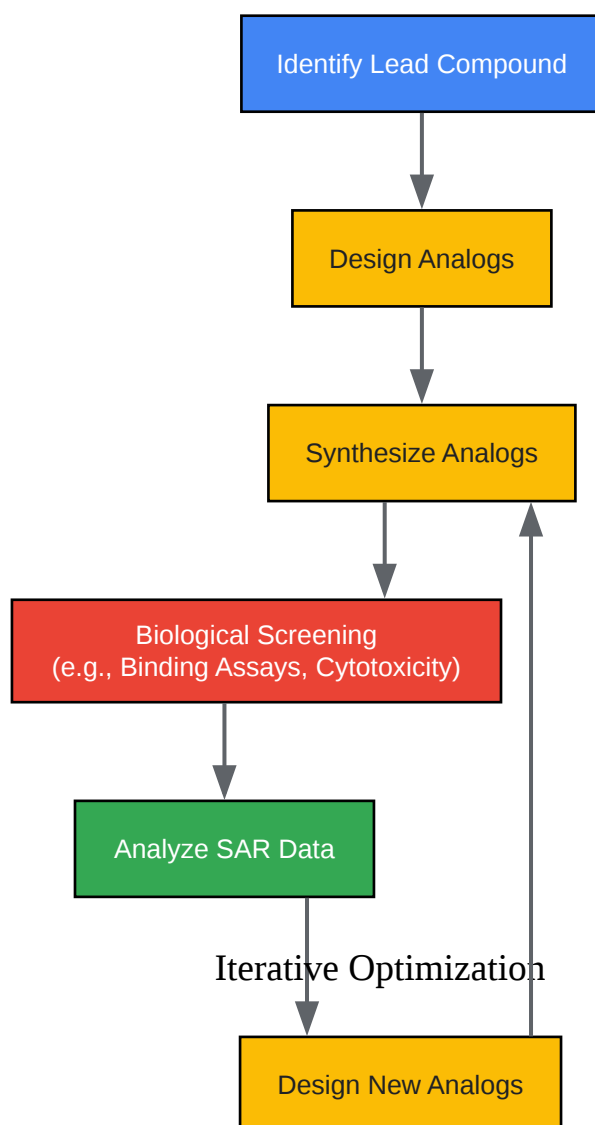 Identify Lead Compound
Design Analogs
Synthesize Analogs
Biological Screening
(e.g., Binding Assays, Cytotoxicity)
Analyze SAR Data
Iterative Optimization
Design New Analogs